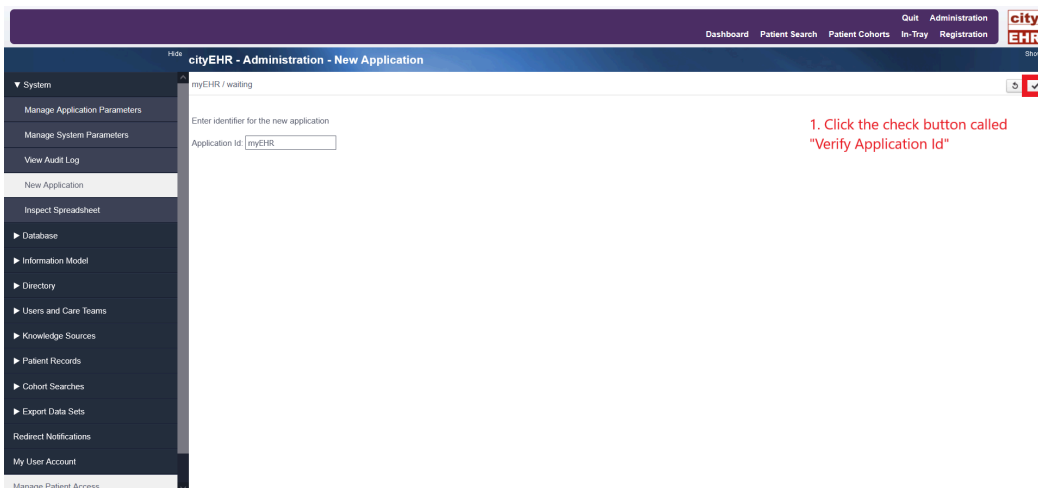 Quit Administration
Dashboard Patient Search Patient Cohorts In-Tray Registration
city
EHR
Hide
cityEHR - Administration - New Application
▼ System
Manage Application Parameters
Manage System Parameters
View Audit Log
New Application
Inspect Spreadsheet
▶ Database
▶ Information Model
▶ Directory
▶ Users and Care Teams
▶ Knowledge Sources
▶ Patient Records
▶ Cohort Searches
▶ Export Data Sets
Redirect Notifications
My User Account
Manage Patient Access
myEHR / waiting
Enter identifier for the new application
Application Id: myEHR
1. Click the check button called
"Verify Application Id"